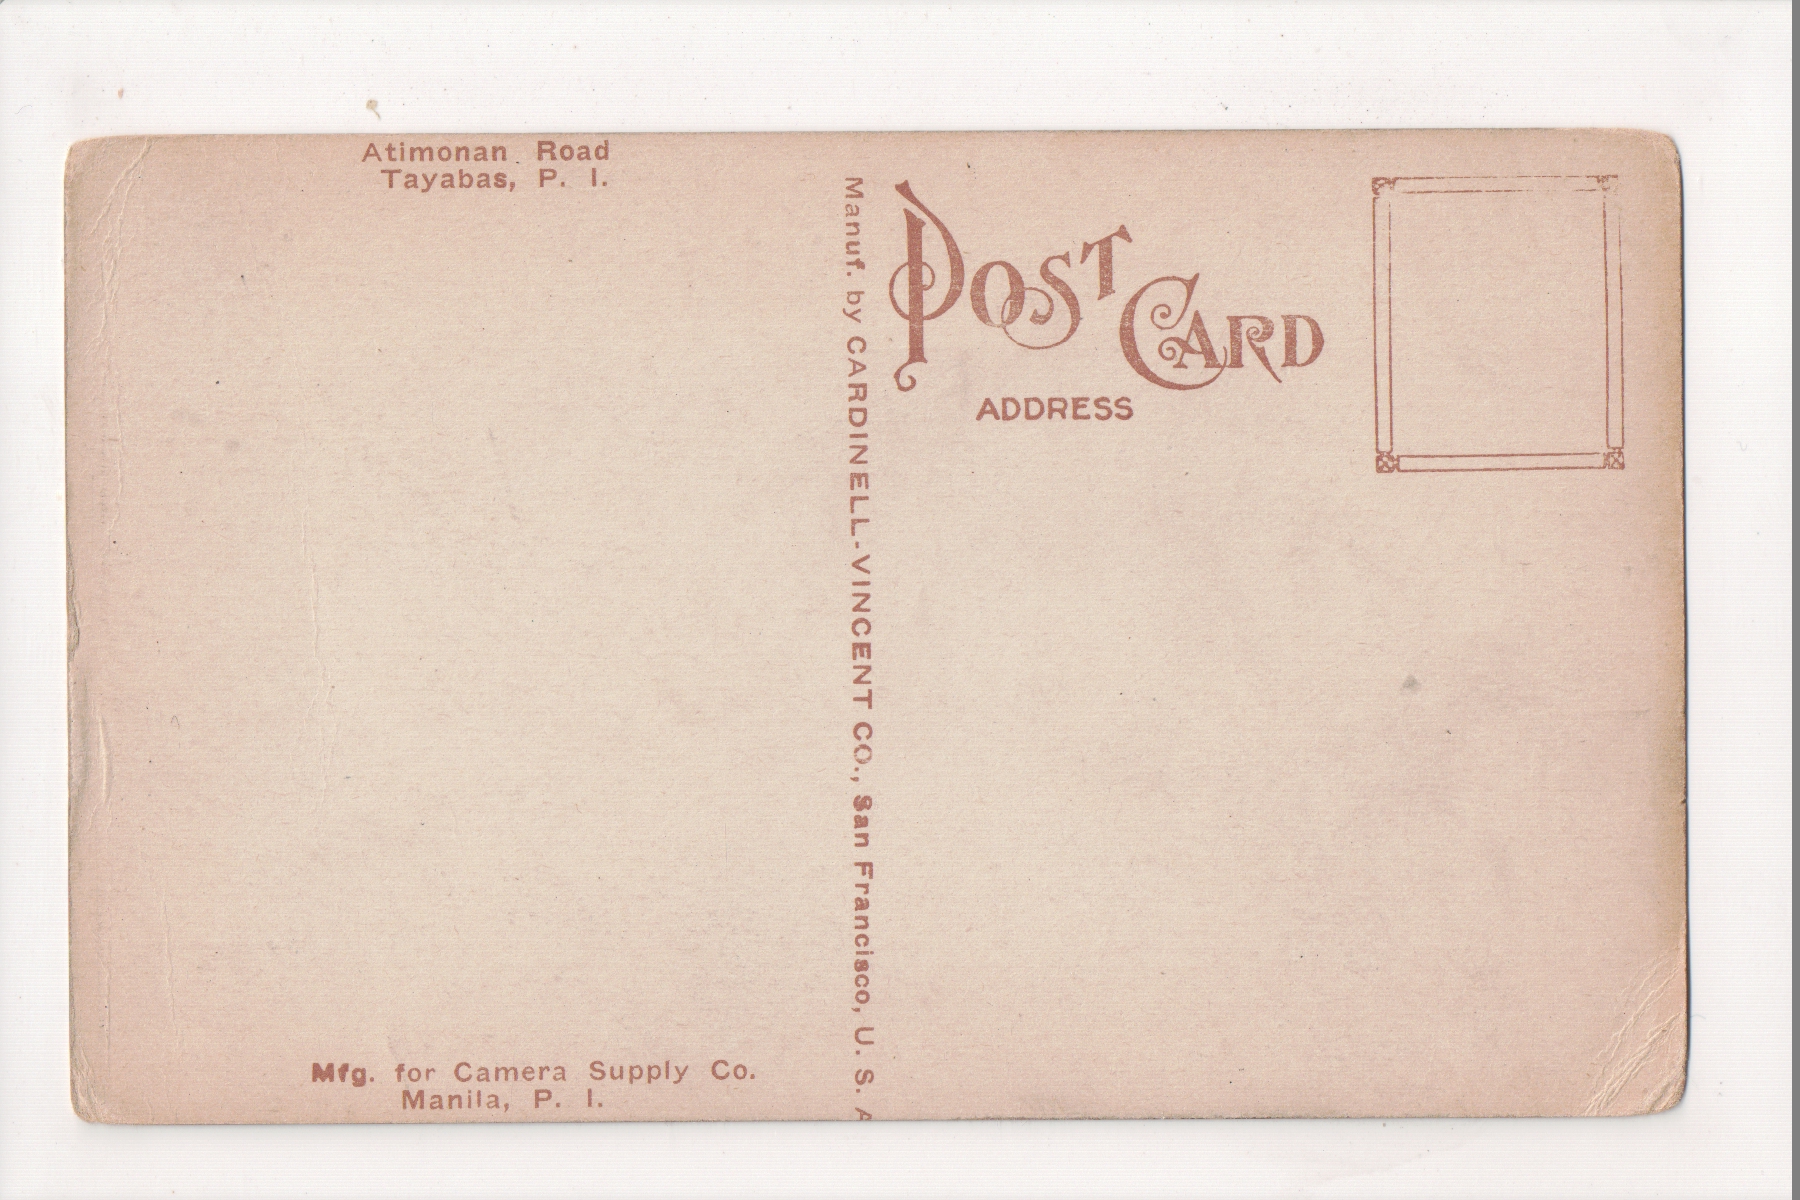 Atimonan Road
Tayabas, P. I.
Manuf. by CARDINELL-VINCENT CO., San Francisco, U. S. A
POST CARD
ADDRESS
Mfg. for Camera Supply Co.
Manila, P. I.